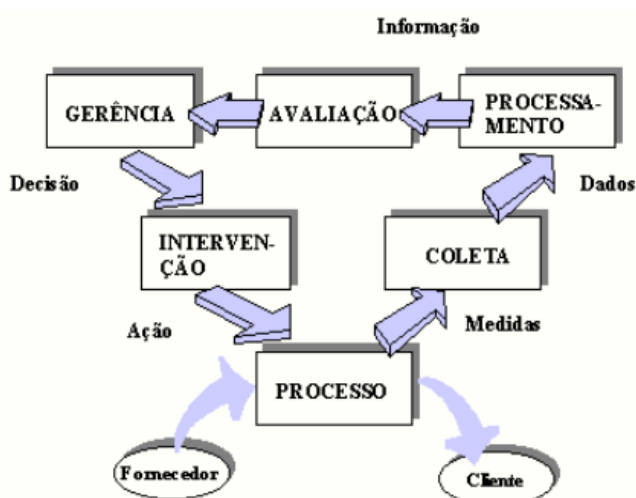 Informação
GERÊNCIA
AVALIAÇÃO
PROCESSA-
MENTO
Decisão
Dados
INTERVEN-
ÇÃO
COLETA
Ação
Medidas
PROCESSO
Fornecedor
Cliente